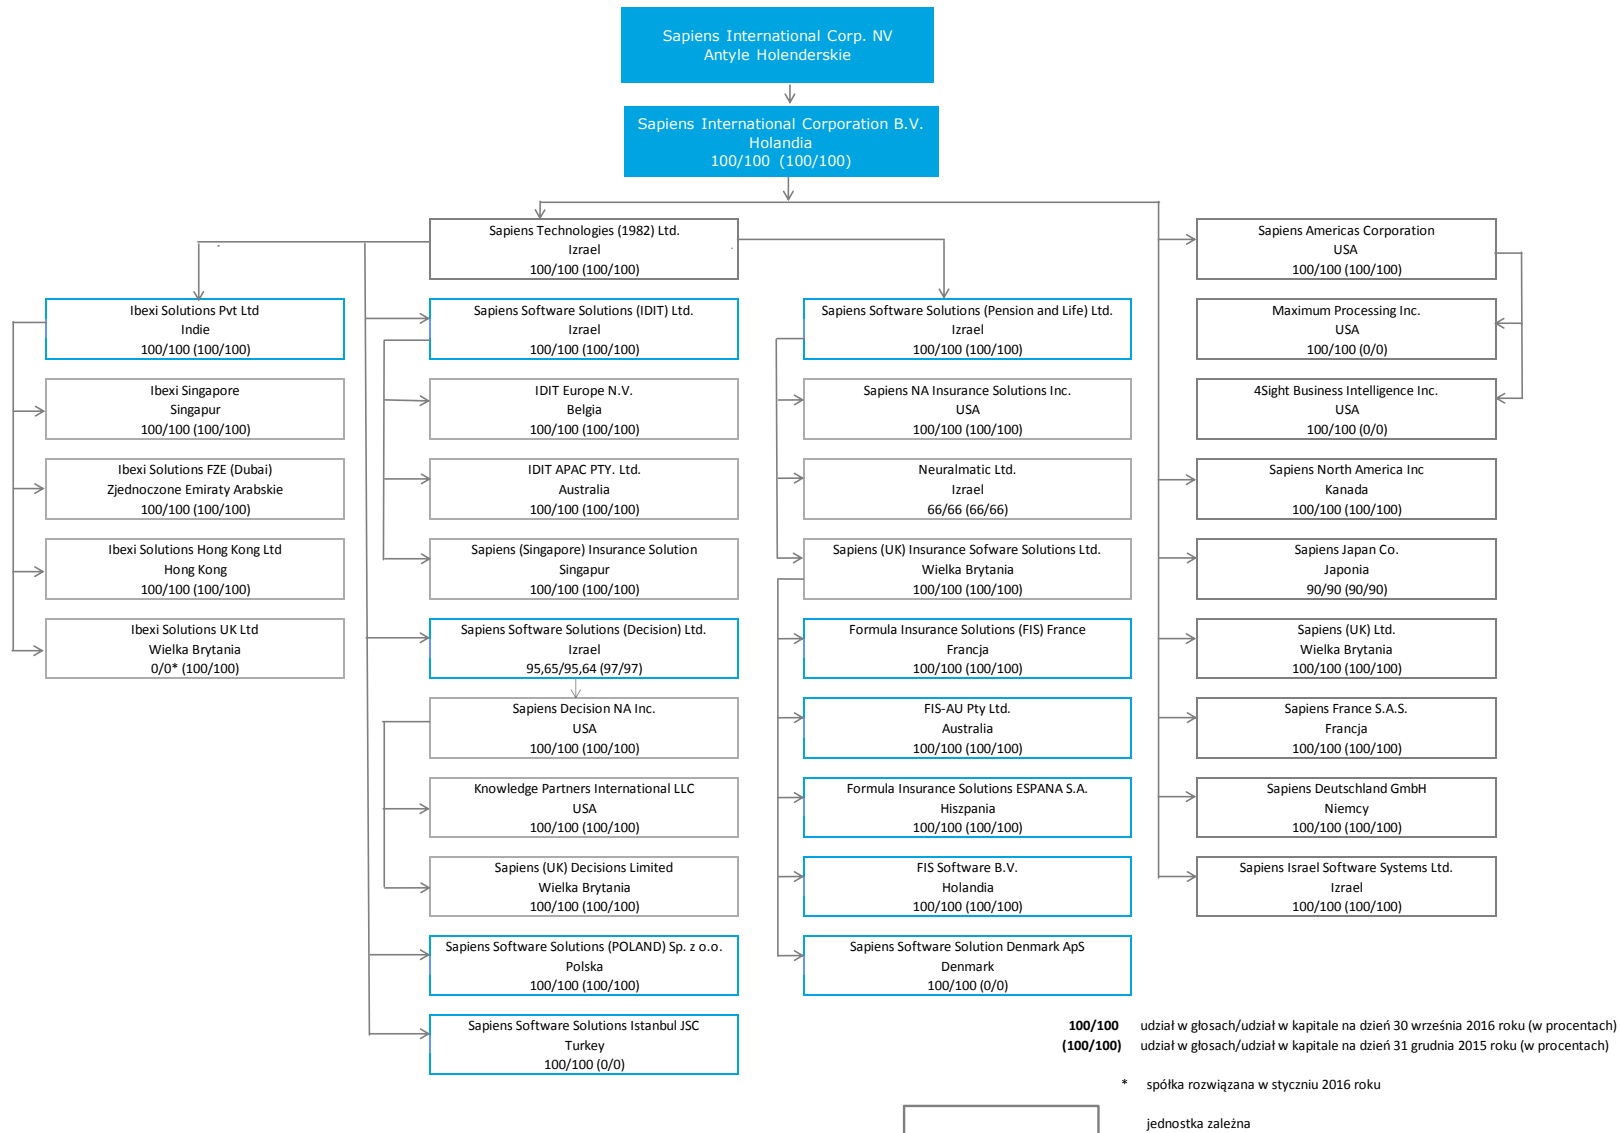 Sapiens International Corp. NV
Antyle Holenderskie
Sapiens International Corporation B.V.
Holandia
100/100 (100/100)
Sapiens Technologies (1982) Ltd.
Izrael
100/100 (100/100)
Sapiens Americas Corporation
USA
100/100 (100/100)
Ibexi Solutions Pvt Ltd
Indie
100/100 (100/100)
Sapiens Software Solutions (IDIT) Ltd.
Izrael
100/100 (100/100)
Sapiens Software Solutions (Pension and Life) Ltd.
Izrael
100/100 (100/100)
Maximum Processing Inc.
USA
100/100 (0/0)
Ibexi Singapore
Singapur
100/100 (100/100)
IDIT Europe N.V.
Belgia
100/100 (100/100)
Sapiens NA Insurance Solutions Inc.
USA
100/100 (100/100)
4Sight Business Intelligence Inc.
USA
100/100 (0/0)
Ibexi Solutions FZE (Dubai)
Zjednoczone Emiraty Arabskie
100/100 (100/100)
IDIT APAC PTY. Ltd.
Australia
100/100 (100/100)
Neuralmatic Ltd.
Izrael
66/66 (66/66)
Sapiens North America Inc
Kanada
100/100 (100/100)
Ibexi Solutions Hong Kong Ltd
Hong Kong
100/100 (100/100)
Sapiens (Singapore) Insurance Solution
Singapur
100/100 (100/100)
Sapiens (UK) Insurance Sofware Solutions Ltd.
Wielka Brytania
100/100 (100/100)
Sapiens Japan Co.
Japonia
90/90 (90/90)
Ibexi Solutions UK Ltd
Wielka Brytania
0/0* (100/100)
Sapiens Software Solutions (Decision) Ltd.
Izrael
95,65/95,64 (97/97)
Formula Insurance Solutions (FIS) France
Francja
100/100 (100/100)
Sapiens (UK) Ltd.
Wielka Brytania
100/100 (100/100)
Sapiens Decision NA Inc.
USA
100/100 (100/100)
FIS-AU Pty Ltd.
Australia
100/100 (100/100)
Sapiens France S.A.S.
Francja
100/100 (100/100)
Knowledge Partners International LLC
USA
100/100 (100/100)
Formula Insurance Solutions ESPANA S.A.
Hiszpania
100/100 (100/100)
Sapiens Deutschland GmbH
Niemcy
100/100 (100/100)
Sapiens (UK) Decisions Limited
Wielka Brytania
100/100 (100/100)
FIS Software B.V.
Holandia
100/100 (100/100)
Sapiens Israel Software Systems Ltd.
Izrael
100/100 (100/100)
Sapiens Software Solutions (POLAND) Sp. z o.o.
Polska
100/100 (100/100)
Sapiens Software Solution Denmark ApS
Denmark
100/100 (0/0)
Sapiens Software Solutions Istanbul JSC
Turkey
100/100 (0/0)
100/100 udział w głosach/udział w kapitale na dzień 30 września 2016 roku (w procentach)
(100/100) udział w głosach/udział w kapitale na dzień 31 grudnia 2015 roku (w procentach)
* spółka rozwiązana w styczniu 2016 roku
jednostka zależna